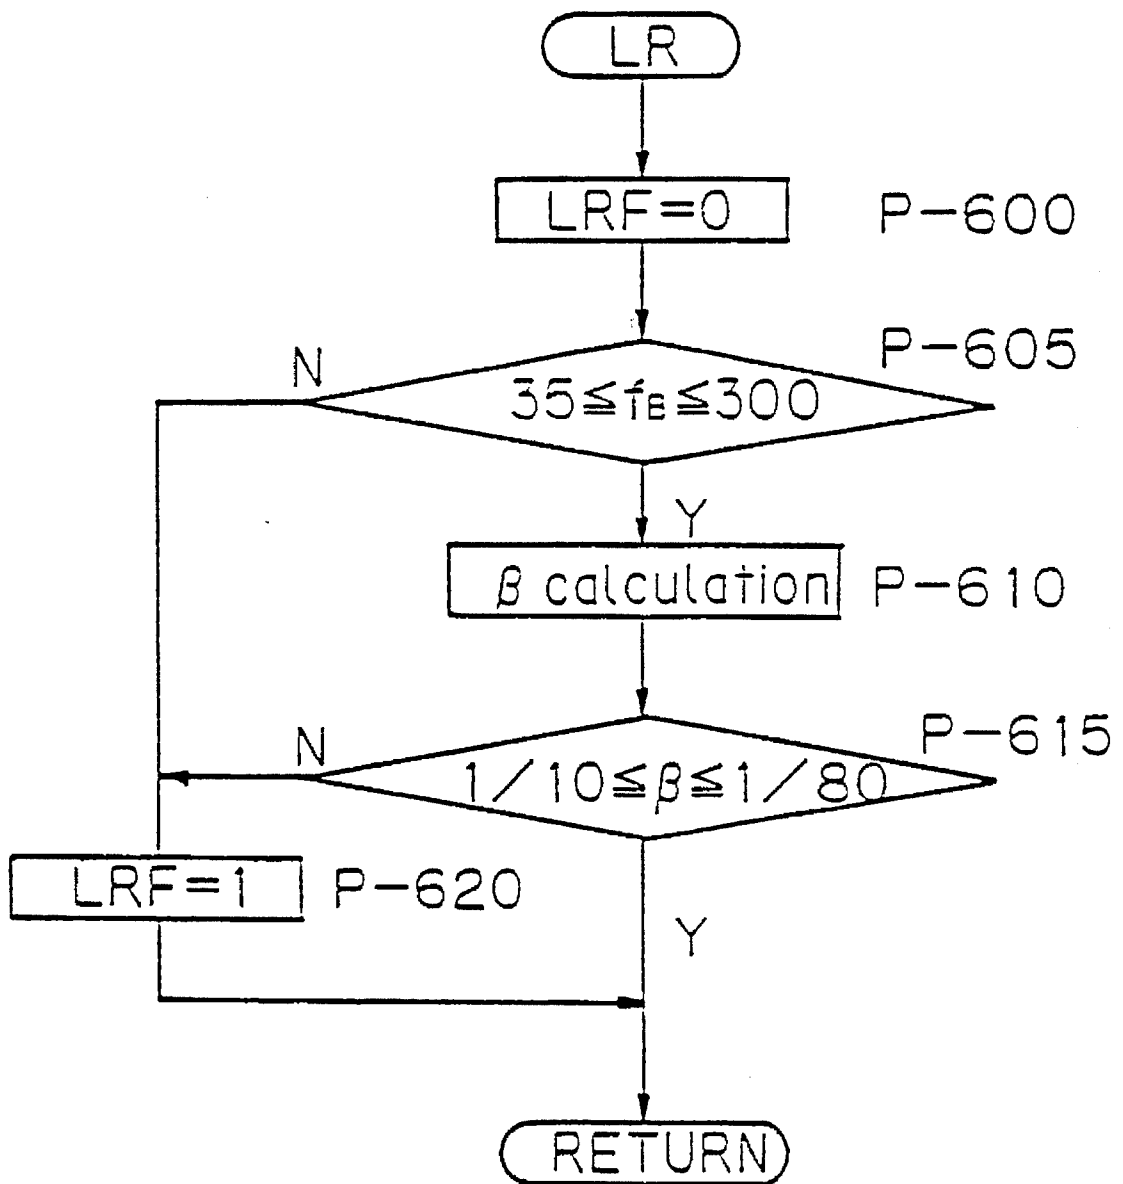 LR
LRF=0 P-600
P-605
N
35≦fB≦300
Y
β calculation P-610
P-615
N
1/10≦β≦1/80
LRF=1 P-620
Y
RETURN